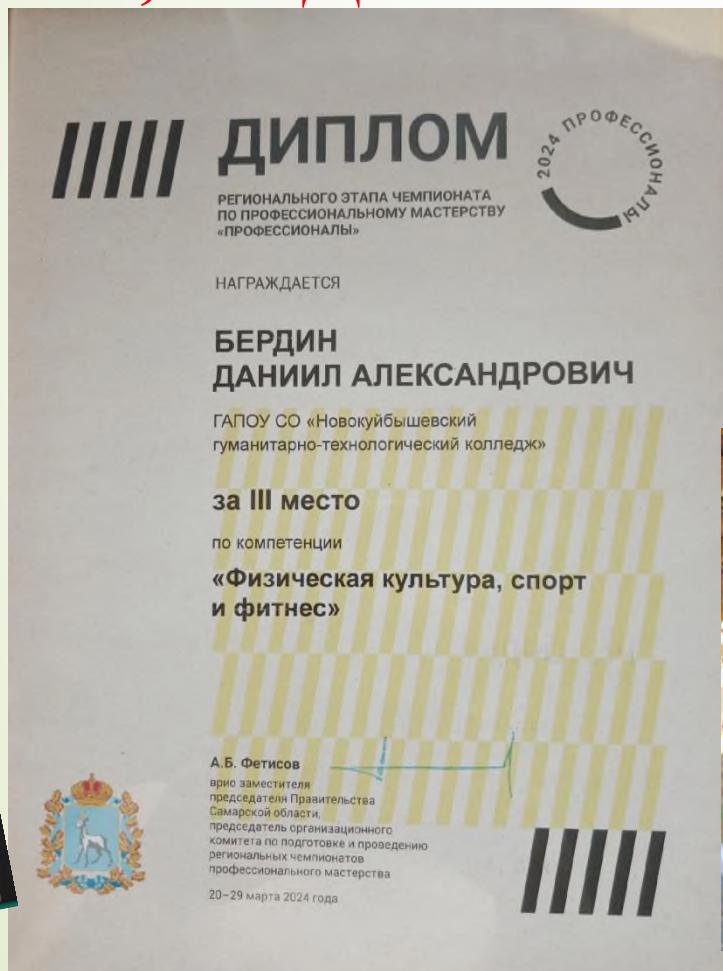 ДИПЛОМ
2024 ПРОФЕССИОНАЛЫ
РЕГИОНАЛЬНОГО ЭТАПА ЧЕМПИОНАТА
ПО ПРОФЕССИОНАЛЬНОМУ МАСТЕРСТВУ
«ПРОФЕССИОНАЛЫ»
НАГРАЖДАЕТСЯ
БЕРДИН
ДАНИИЛ АЛЕКСАНДРОВИЧ
ГАПОУ СО «Новокуйбышевский
гуманитарно-технологический колледж»
за III место
по компетенции
«Физическая культура, спорт
и фитнес»
А.Б. Фетисов
врио заместителя
председателя Правительства
Самарской области,
председатель организационного
комитета по подготовке и проведению
региональных чемпионатов
профессионального мастерства
20–29 марта 2024 года